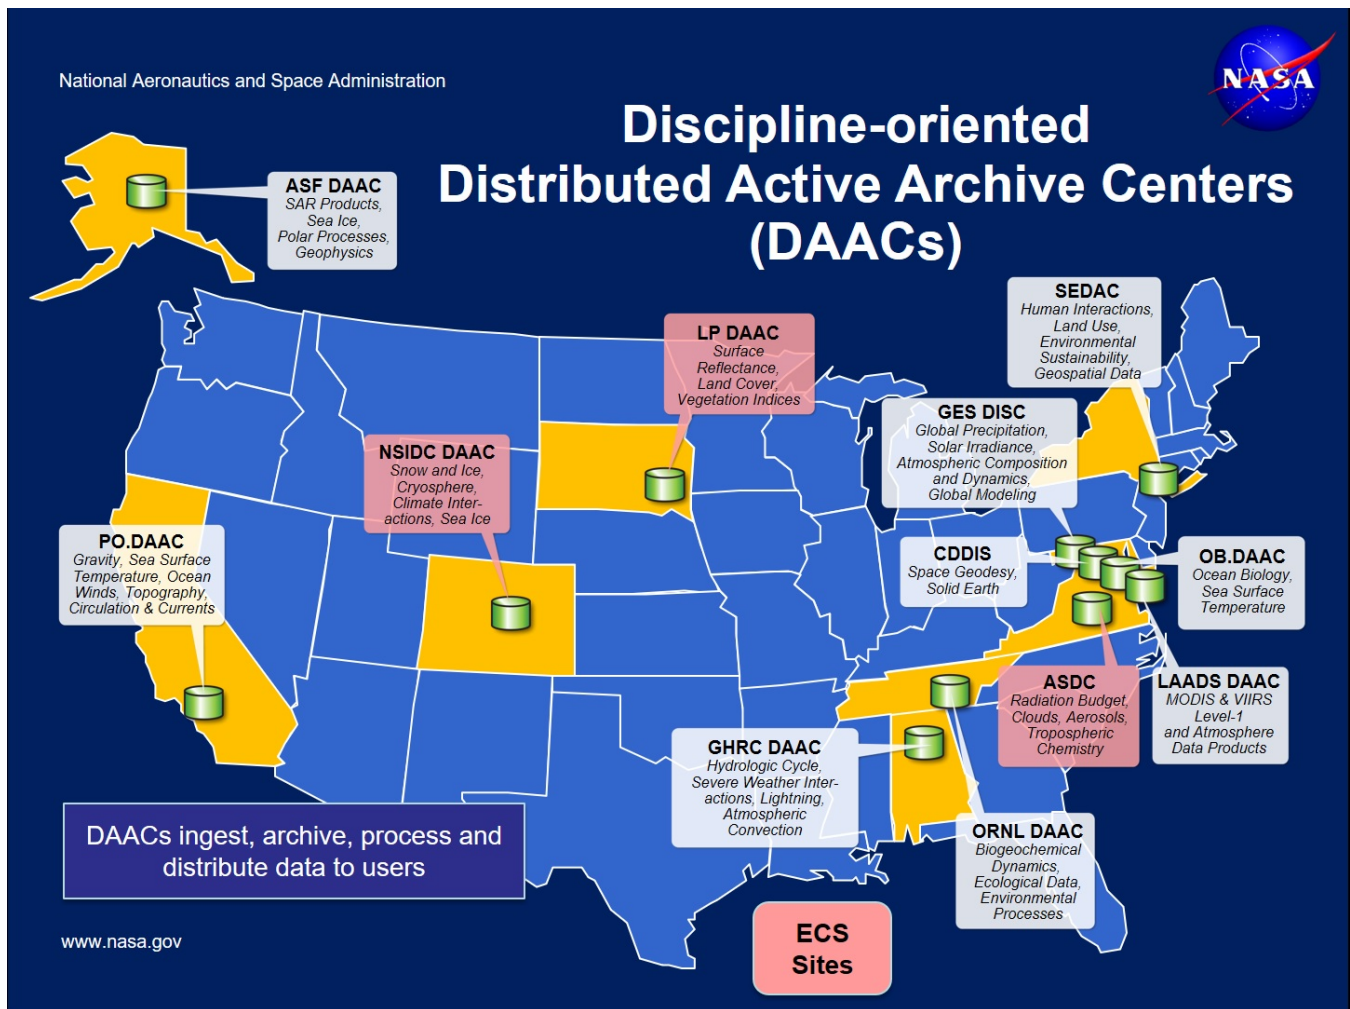 National Aeronautics and Space Administration
NASA
Discipline-oriented
Distributed Active Archive Centers
(DAACs)
ASF DAAC
SAR Products,
Sea Ice,
Polar Processes,
Geophysics
SEDAC
Human Interactions,
Land Use,
Environmental
Sustainability,
Geospatial Data
LP DAAC
Surface
Reflectance,
Land Cover,
Vegetation Indices
GES DISC
Global Precipitation,
Solar Irradiance,
Atmospheric Composition
and Dynamics,
Global Modeling
NSIDC DAAC
Snow and Ice,
Cryosphere,
Climate Inter-
actions, Sea Ice
PO.DAAC
Gravity, Sea Surface
Temperature, Ocean
Winds, Topography,
Circulation & Currents
CDDIS
Space Geodesy,
Solid Earth
OB.DAAC
Ocean Biology,
Sea Surface
Temperature
ASDC
Radiation Budget,
Clouds, Aerosols,
Tropospheric
Chemistry
LAADS DAAC
MODIS & VIIRS
Level-1
and Atmosphere
Data Products
GHRC DAAC
Hydrologic Cycle,
Severe Weather Inter-
actions, Lightning,
Atmospheric
Convection
ORNL DAAC
Biogeochemical
Dynamics,
Ecological Data,
Environmental
Processes
DAACs ingest, archive, process and
distribute data to users
ECS
Sites
www.nasa.gov